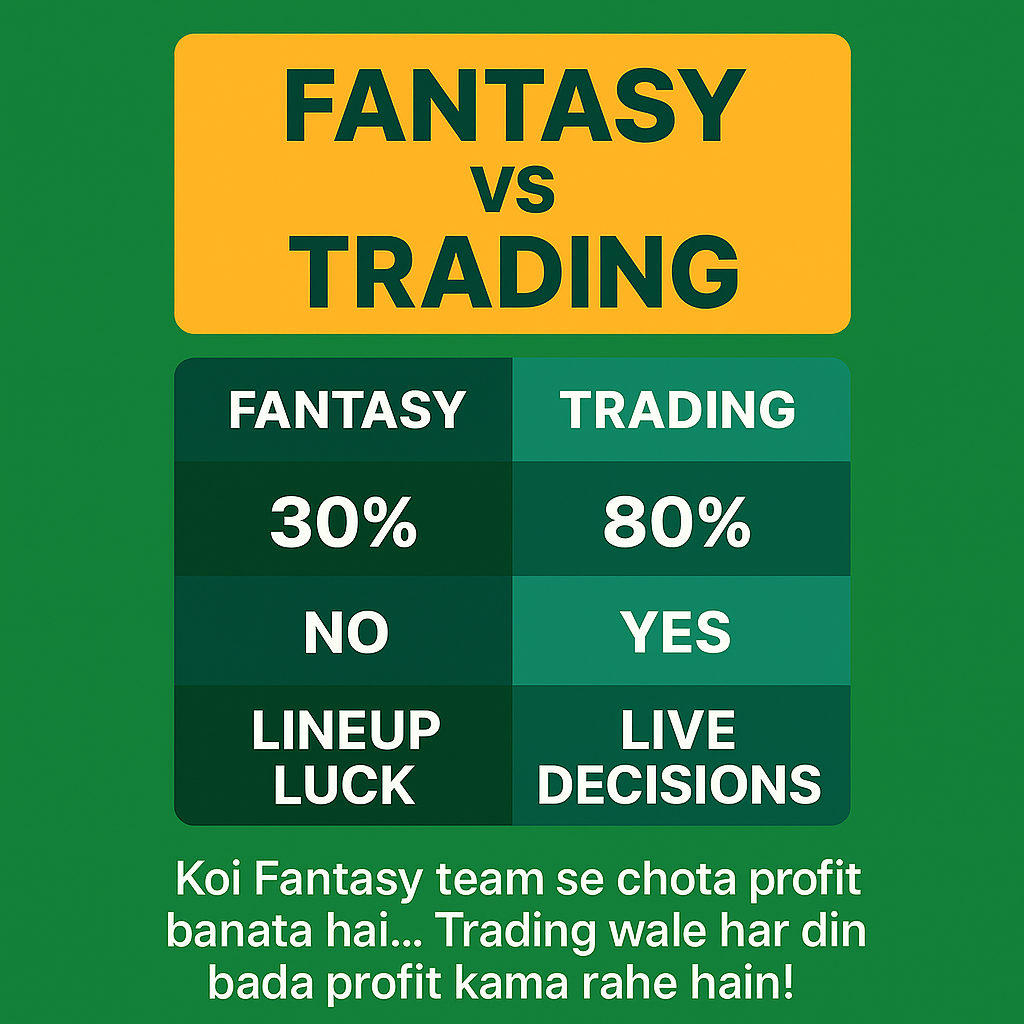 FANTASY
VS
TRADING
FANTASY TRADING
30% 80%
NO YES
LINEUP
LUCK
LIVE
DECISIONS
Koi Fantasy team se chota profit
banata hai... Trading wale har din
bada profit kama rahe hain!